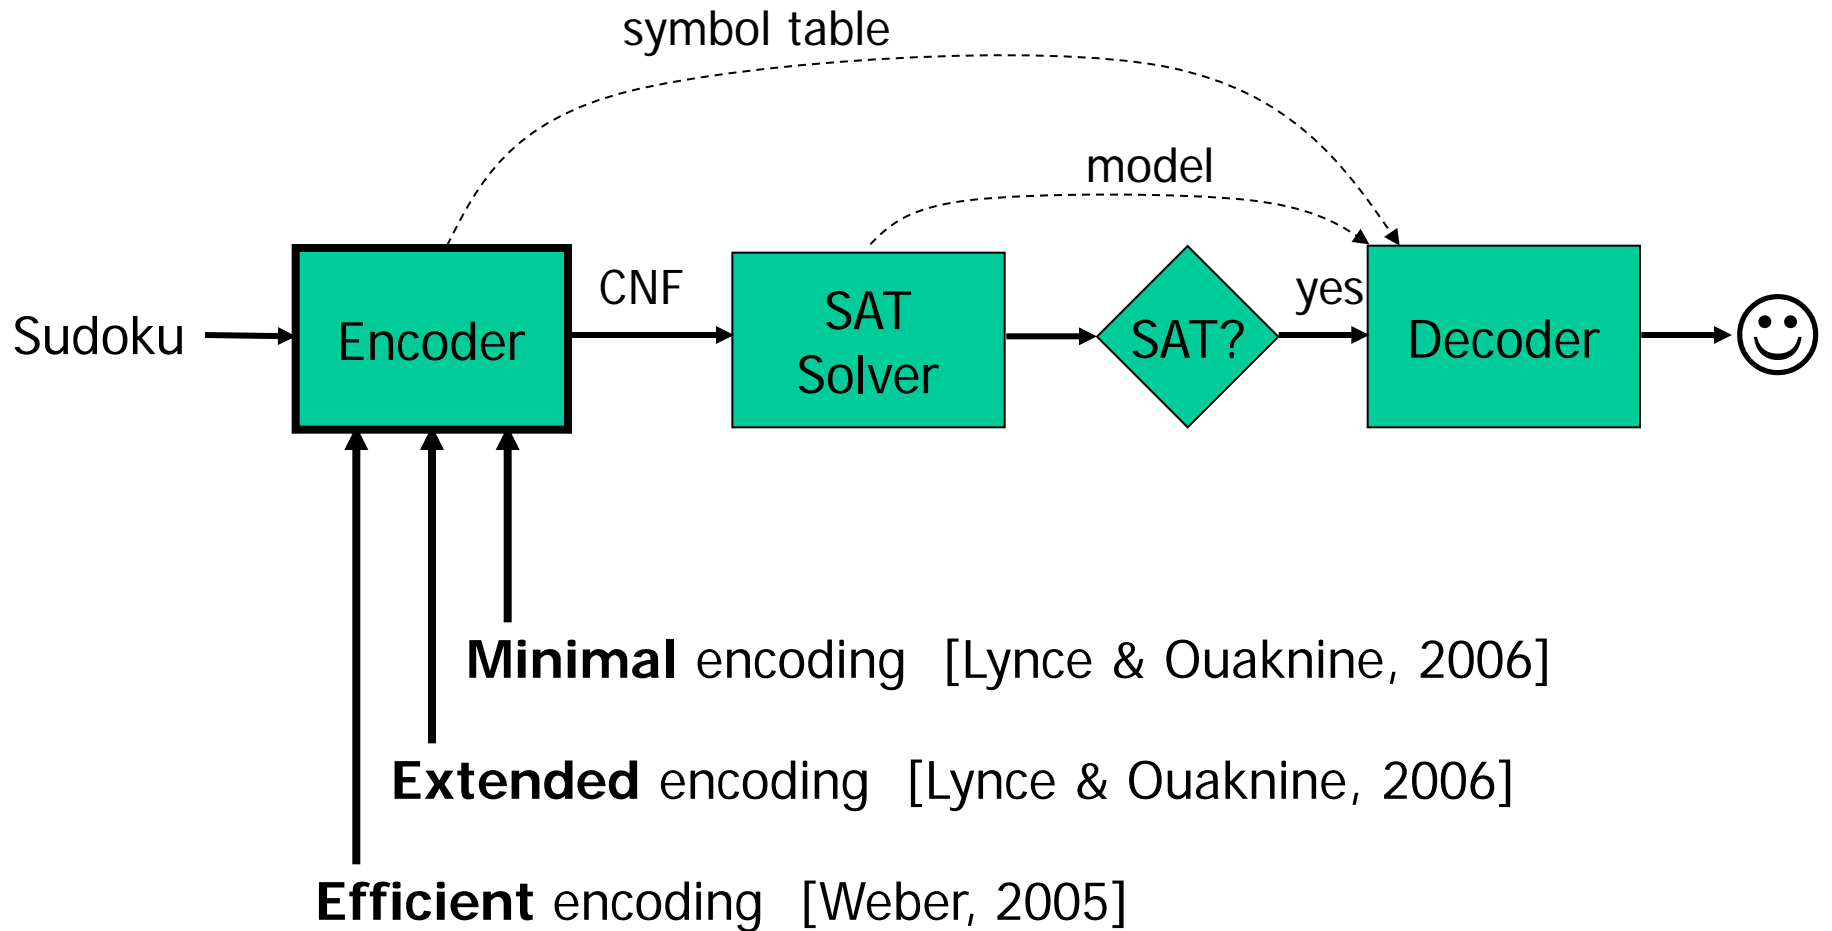 symbol table
model
Sudoku
Encoder
CNF
SAT
Solver
SAT?
yes
Decoder
Minimal encoding [Lynce & Ouaknine, 2006]
Extended encoding [Lynce & Ouaknine, 2006]
Efficient encoding [Weber, 2005]